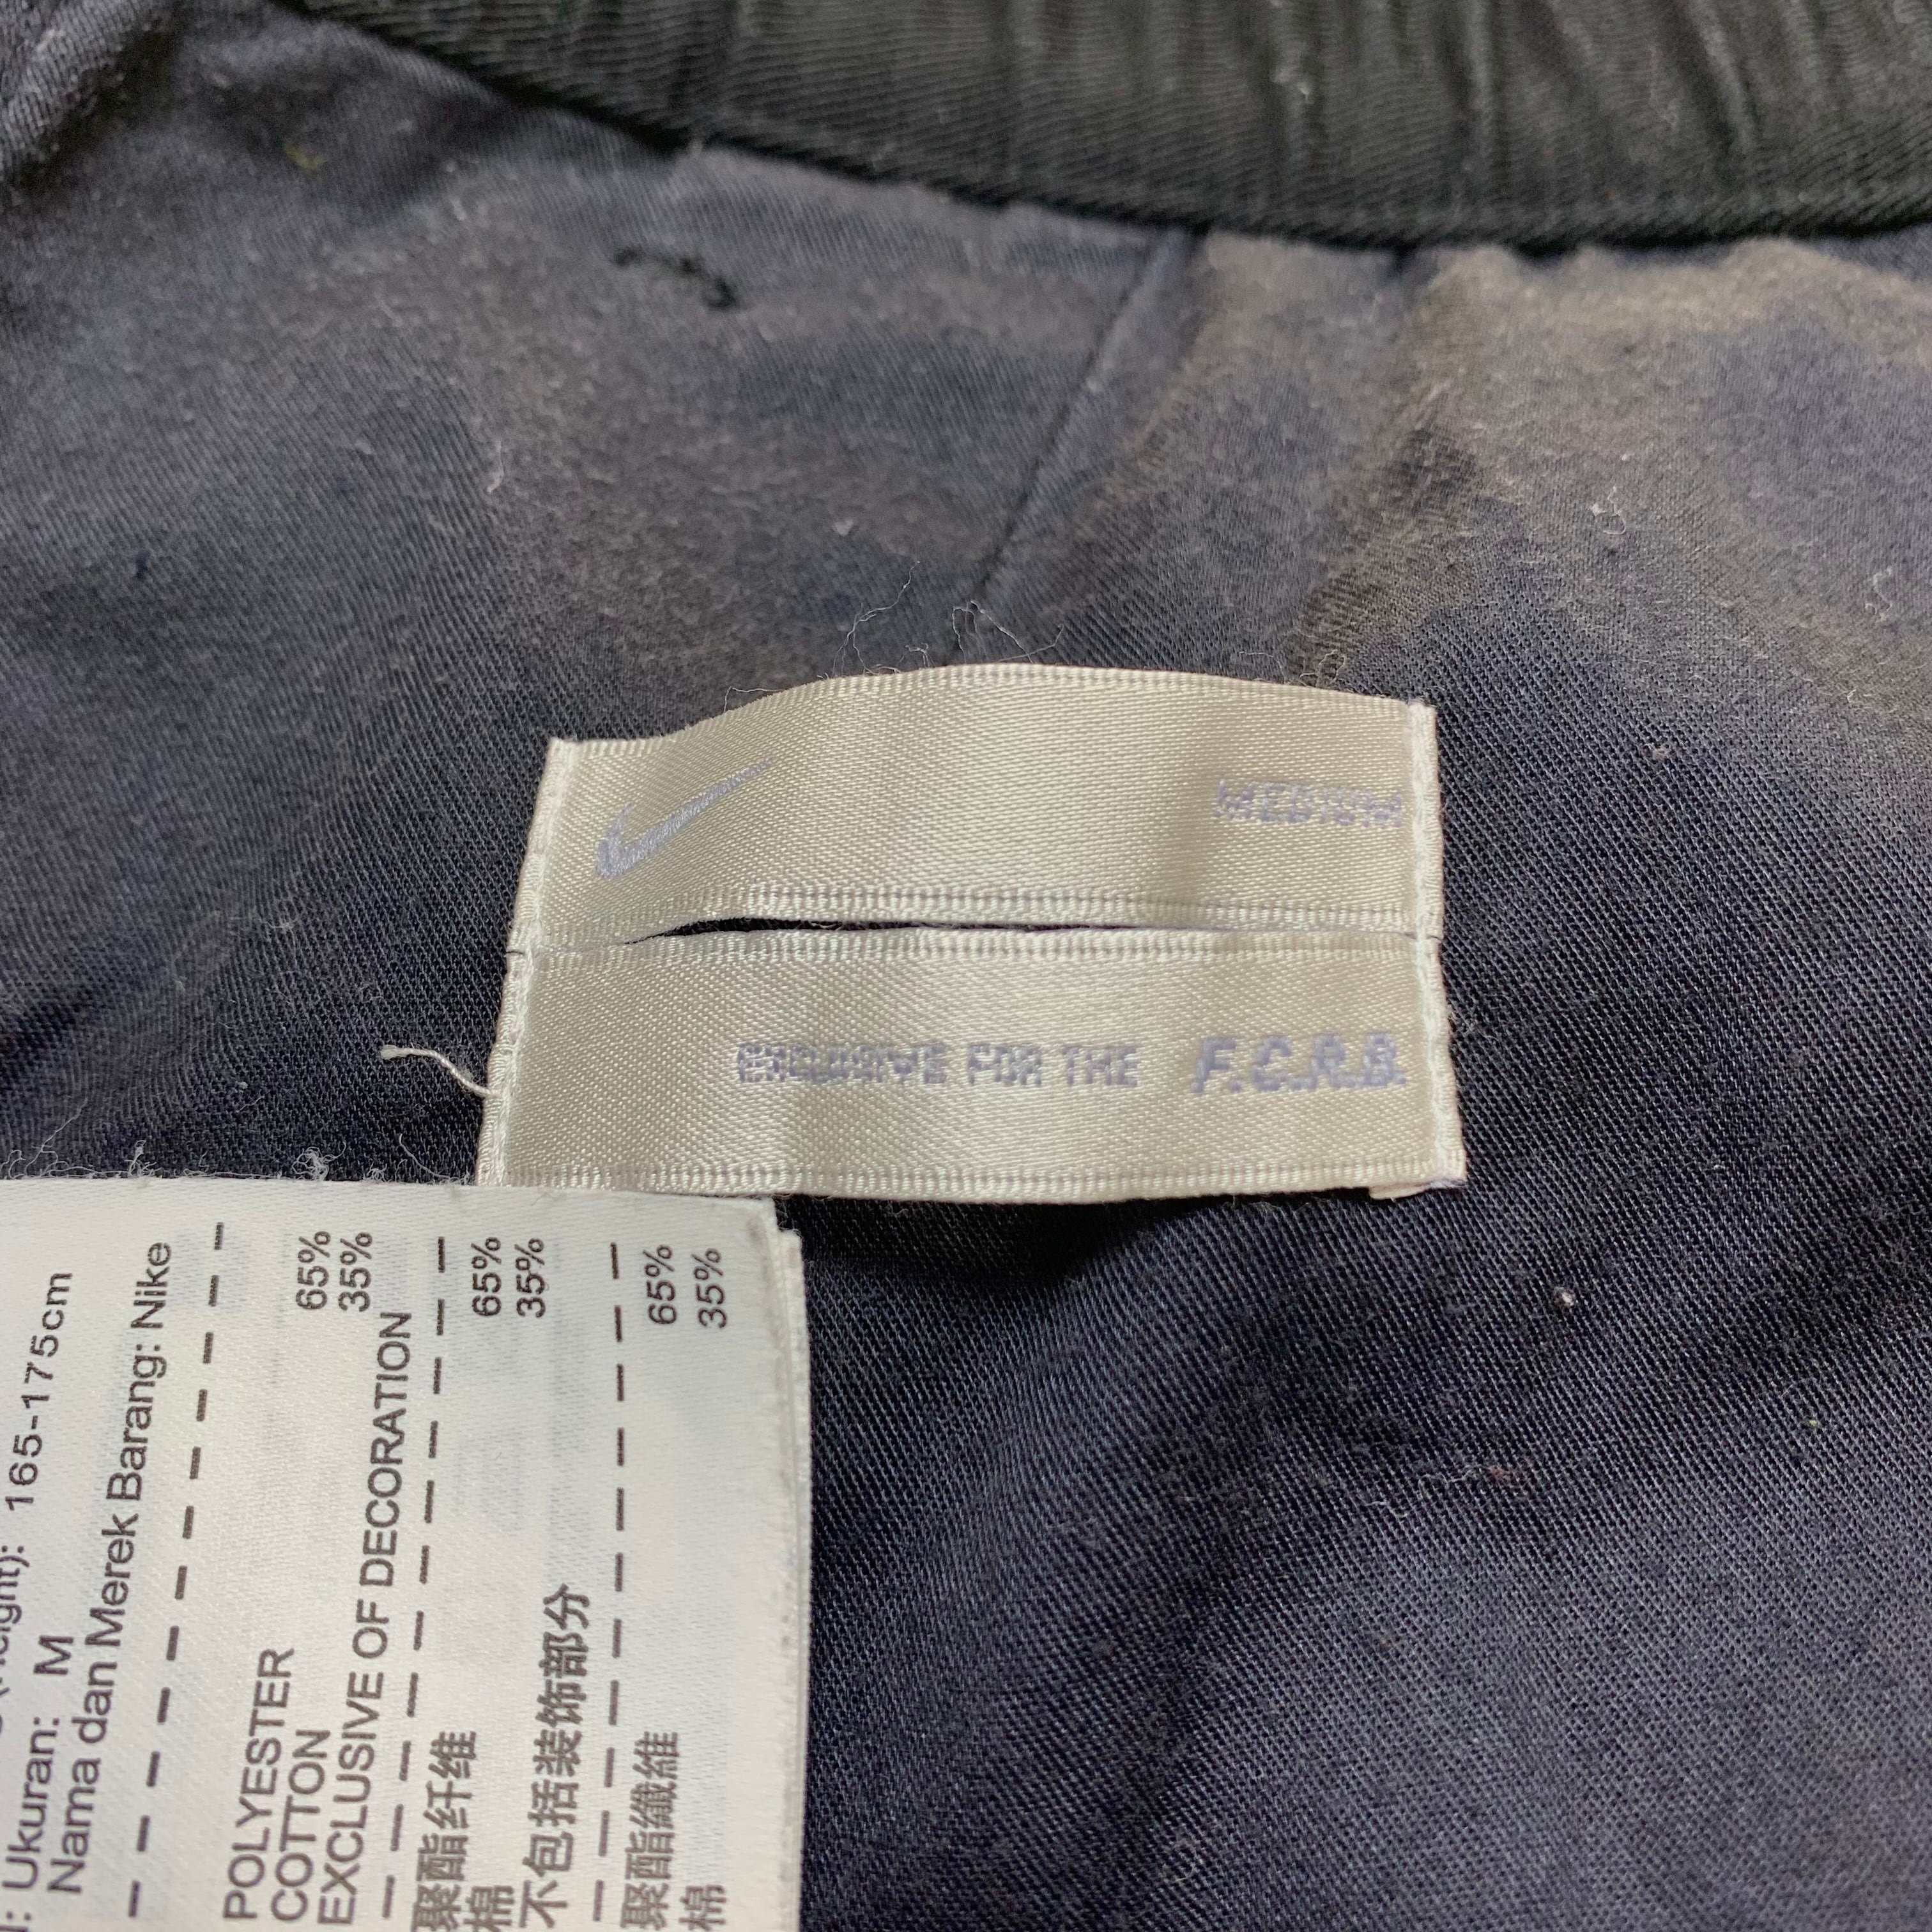 MEDIUM
EXCLUSIVE FOR THE F.C.R.B.
165-175cm
Ukuran: M
Nama dan Merek Barang: Nike
POLYESTER 65%
COTTON 35%
EXCLUSIVE OF DECORATION
聚酯纤维 65%
棉 35%
不包括装饰部分
聚酯纖維 65%
棉 35%